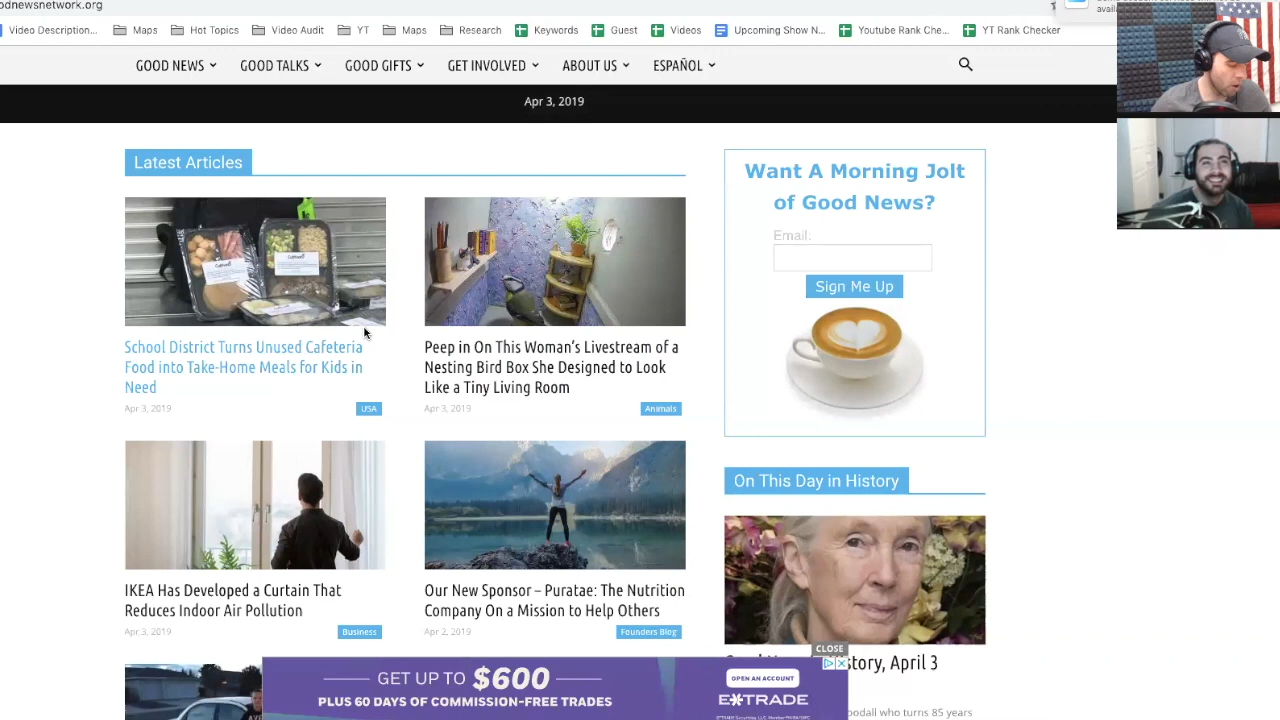 odnewsnetwork.org
Video Description...
Maps
Hot Topics
Video Audit
YT
Maps
Research
Keywords
Guest
Videos
Upcoming Show N...
Youtube Rank Che...
YT Rank Checker
GOOD NEWS
GOOD TALKS
GOOD GIFTS
GET INVOLVED
ABOUT US
ESPAÑOL
Apr 3, 2019
Latest Articles
School District Turns Unused Cafeteria
Food into Take-Home Meals for Kids in
Need
Apr 3, 2019
USA
Peep in On This Woman's Livestream of a
Nesting Bird Box She Designed to Look
Like a Tiny Living Room
Apr 3, 2019
Animals
IKEA Has Developed a Curtain That
Reduces Indoor Air Pollution
Apr 3, 2019
Business
Our New Sponsor – Puratae: The Nutrition
Company On a Mission to Help Others
Apr 2, 2019
Founders Blog
Want A Morning Jolt
of Good News?
Email:
Sign Me Up
On This Day in History
story, April 3
oodall who turns 85 years
CLOSE
GET UP TO $600
PLUS 60 DAYS OF COMMISSION-FREE TRADES
OPEN AN ACCOUNT
E*TRADE